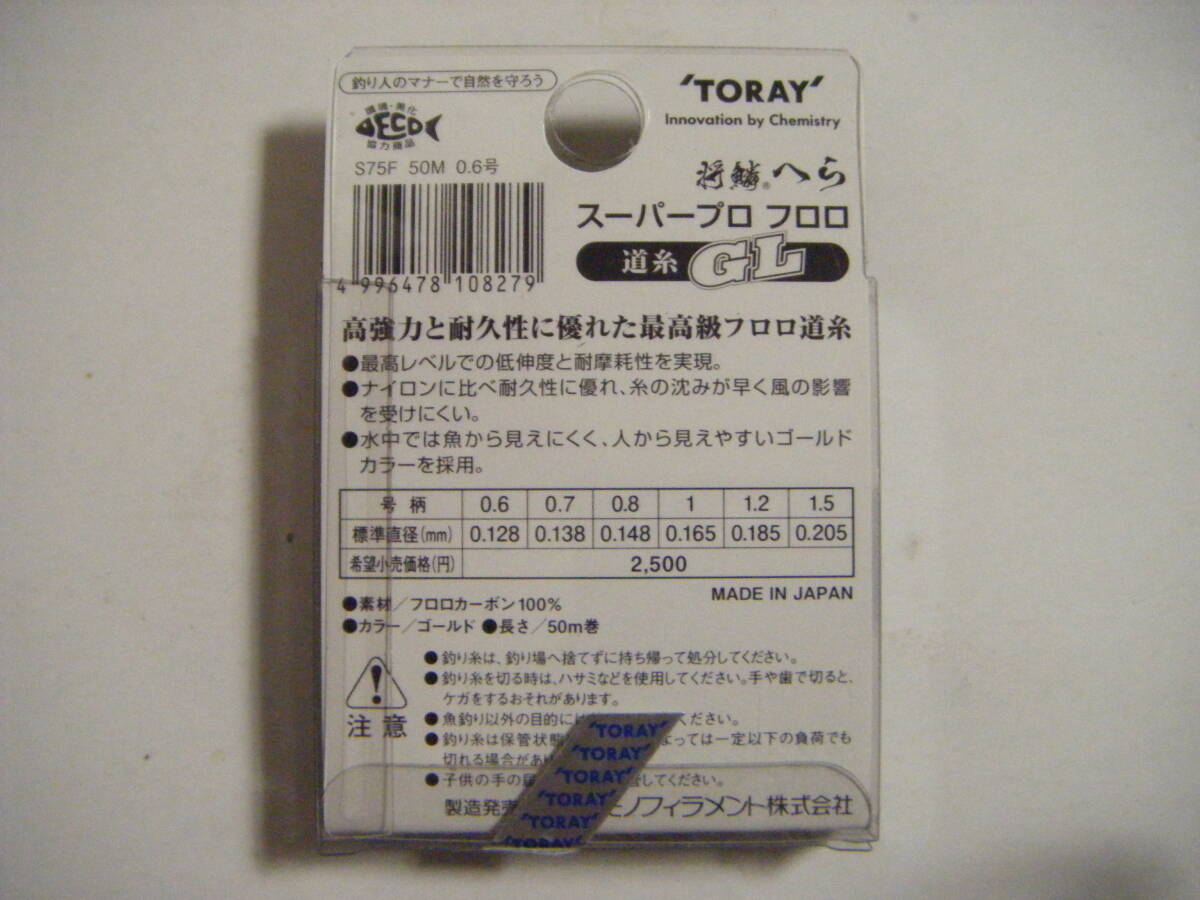 釣り人のマナーで自然を守ろう
環境・美化
ECO
協力商品
S75F 50M 0.6号
4 996478 108279
'TORAY'
Innovation by Chemistry
将鱗®へら
スーパープロ フロロ
道糸 GL
高強力と耐久性に優れた最高級フロロ道糸
●最高レベルでの低伸度と耐摩耗性を実現。
●ナイロンに比べ耐久性に優れ、糸の沈みが早く風の影響
を受けにくい。
●水中では魚から見えにくく、人から見えやすいゴールド
カラーを採用。
号柄 0.6 0.7 0.8 1 1.2 1.5
標準直径(mm) 0.128 0.138 0.148 0.165 0.185 0.205
希望小売価格(円) 2,500
MADE IN JAPAN
●素材/フロロカーボン100%
●カラー/ゴールド ●長さ/50m巻
注意
●釣り糸は、釣り場へ捨てずに持ち帰って処分してください。
●釣り糸を切る時は、ハサミなどを使用してください。手や歯で切ると、
ケガをするおそれがあります。
●魚釣り以外の目的に ください。
●釣り糸は保管状態 よっては一定以下の負荷でも
切れる場合があ
●子供の手の届 してください。
製造発売 モノフィラメント株式会社
'TORAY'
'TORAY'
'TORAY'
'TORAY'
'TORAY'
'TORAY'